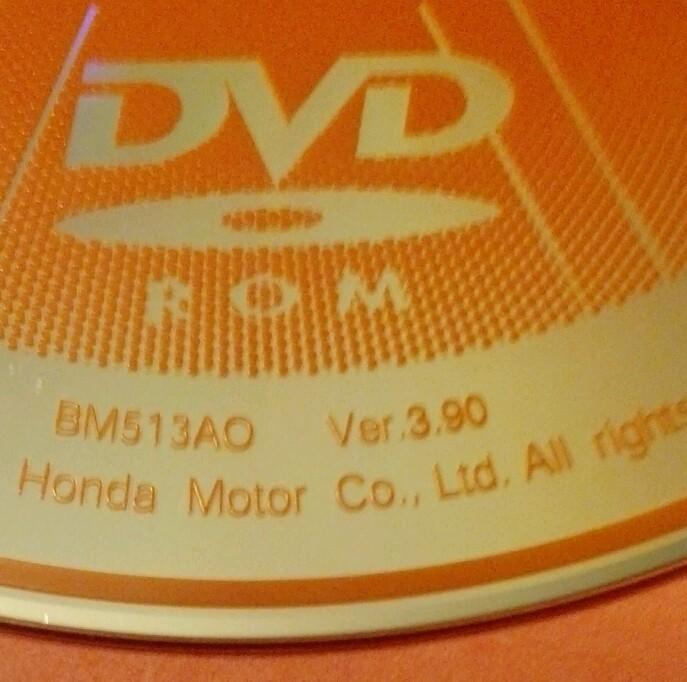 DVD
ROM
BM513AO Ver.3.90
Honda Motor Co., Ltd. All rights